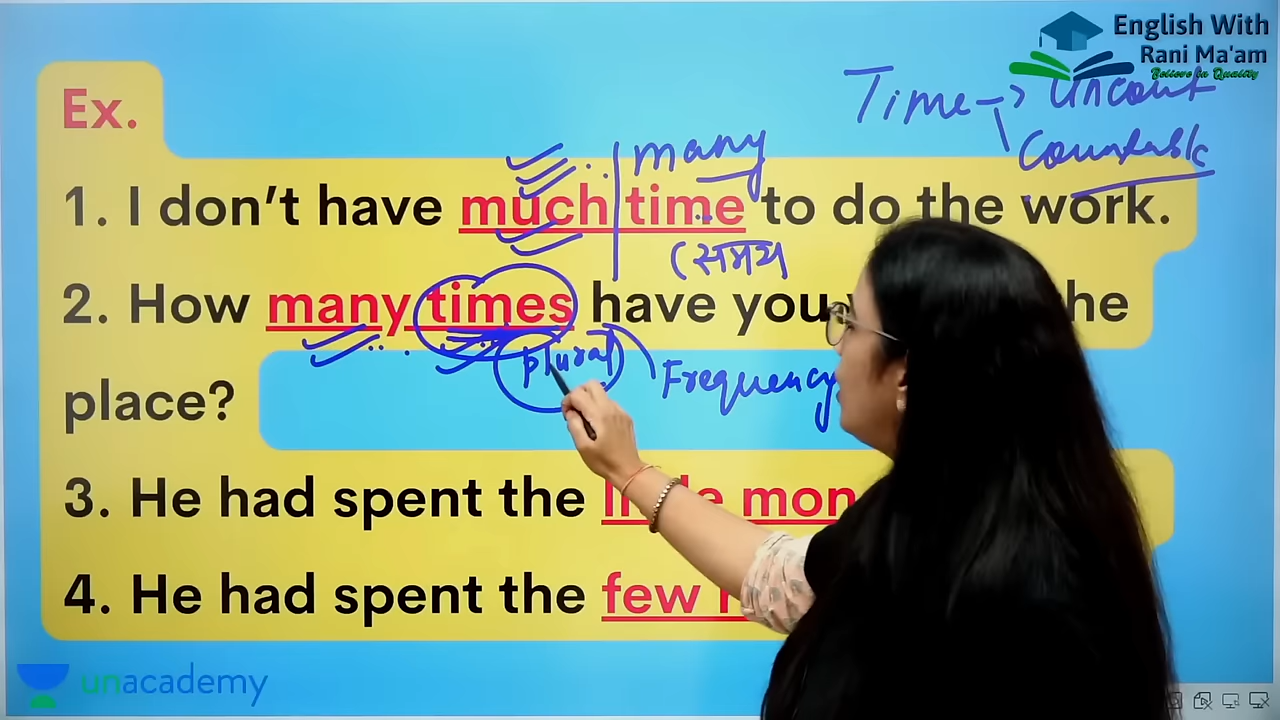 English With
Rani Ma'am
Believe in Quality
Time → Uncount
Countable
Ex.
many
1. I don't have much time to do the work.
(समय
2. How many times have you he
plural
Frequency
place?
3. He had spent the little mon
4. He had spent the few
unacademy